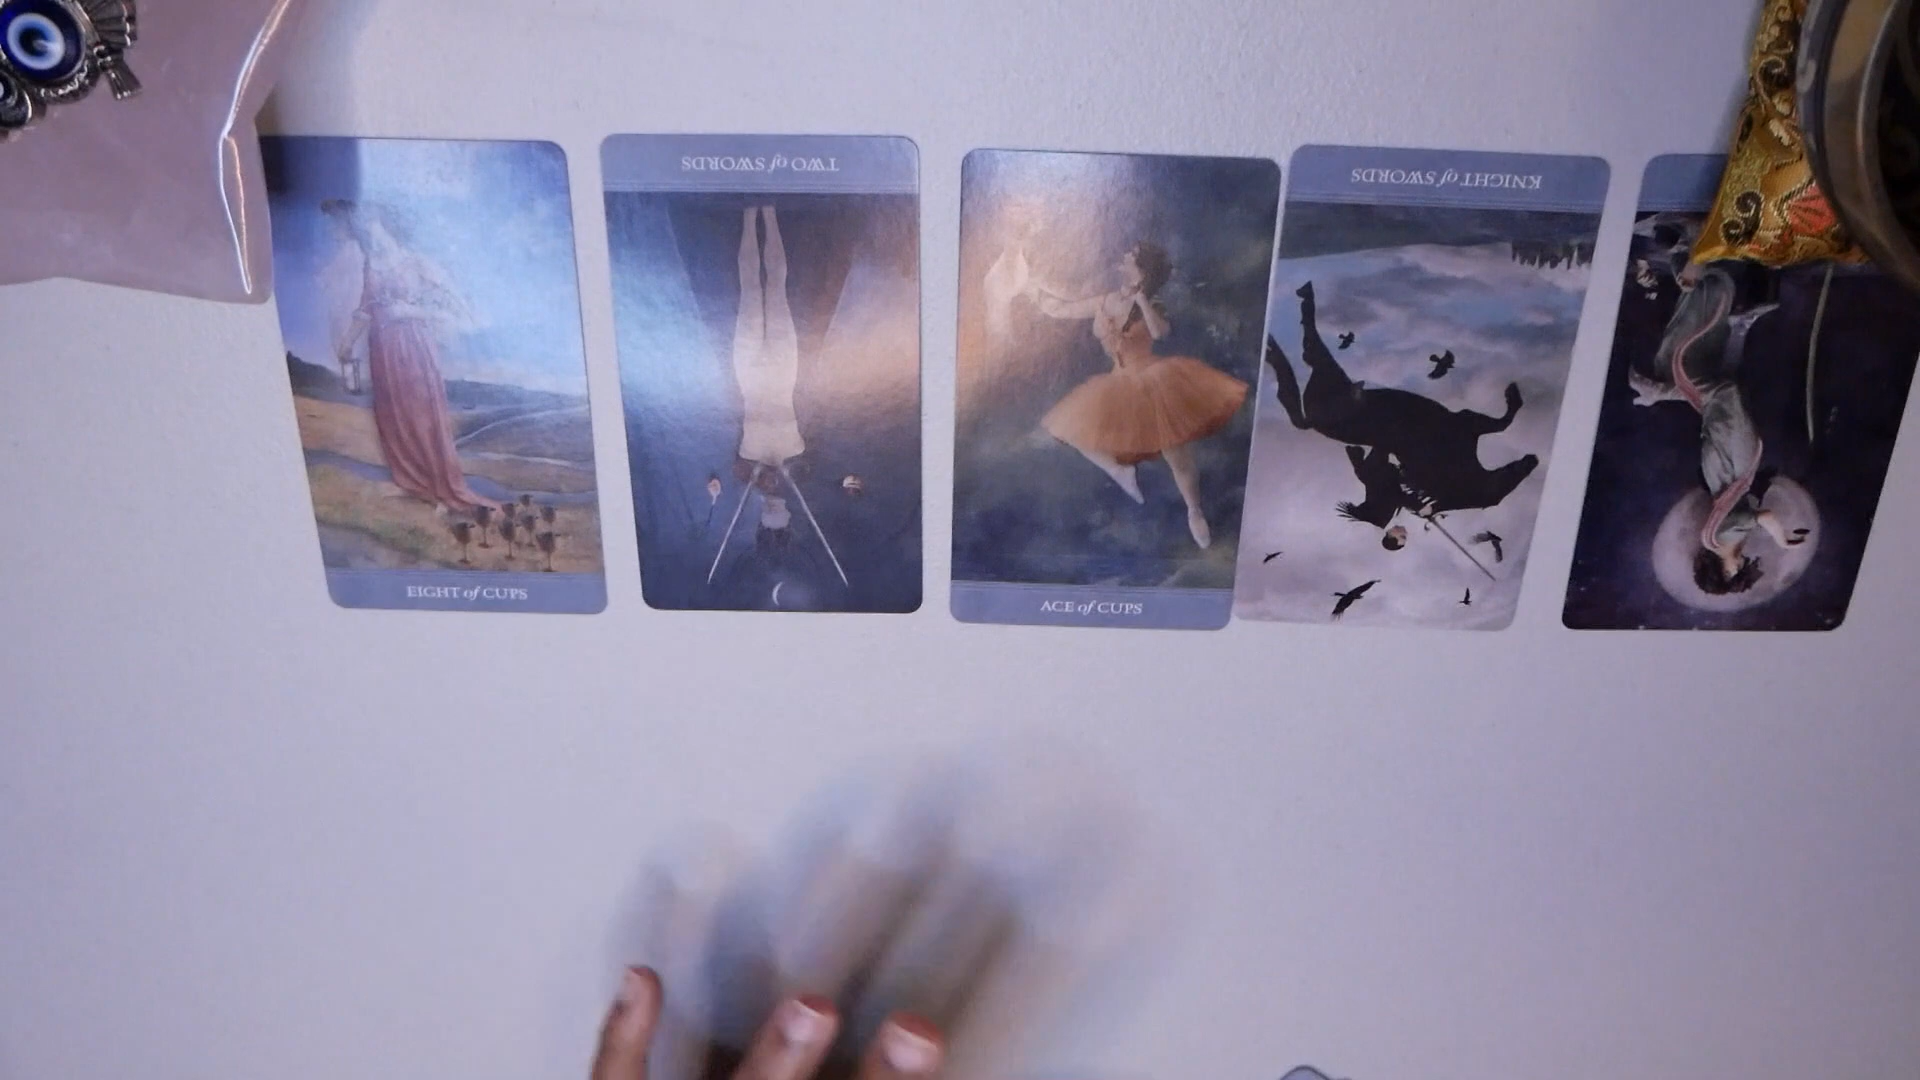 EIGHT of CUPS
TWO of SWORDS
ACE of CUPS
KNIGHT of SWORDS